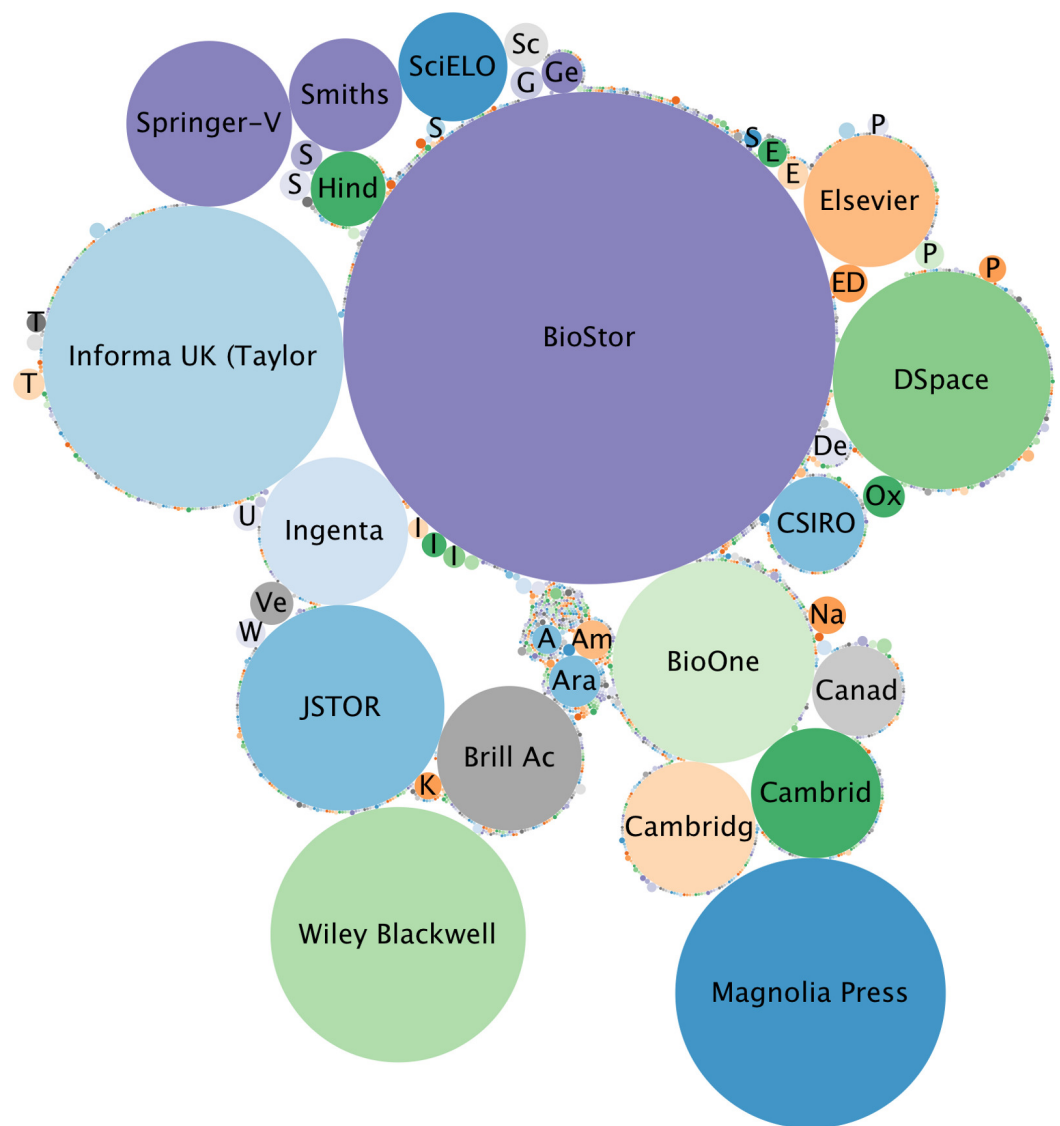 Sc
SciELO
G
Ge
Smiths
Springer-V
S
S
E
P
S
S
Hind
E
Elsevier
P
P
ED
T
BioStor
Informa UK (Taylor
T
DSpace
De
Ox
U
Ingenta
I
I
I
CSIRO
Ve
W
A
Am
Na
BioOne
Ara
Canad
JSTOR
Brill Ac
K
Cambrid
Cambridg
Wiley Blackwell
Magnolia Press